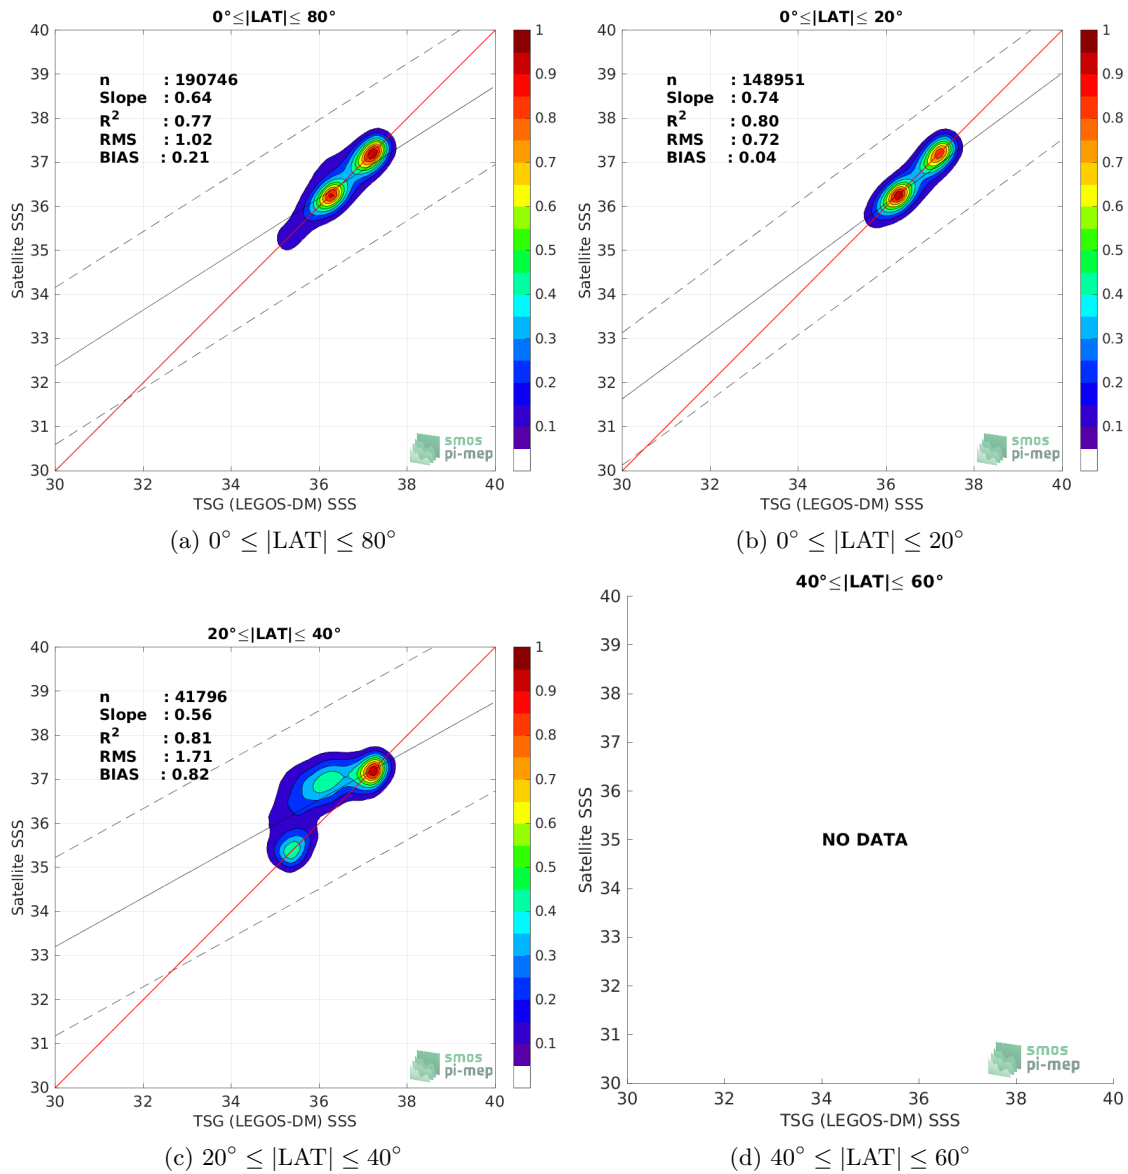 0°≤|LAT|≤ 80°
n : 190746
Slope : 0.64
R2 : 0.77
RMS : 1.02
BIAS : 0.21
40
39
38
37
36
35
34
33
32
31
30
Satellite SSS
30 32 34 36 38 40
TSG (LEGOS-DM) SSS
1
0.9
0.8
0.7
0.6
0.5
0.4
0.3
0.2
0.1
smos
pi-mep
(a) 0° ≤ |LAT| ≤ 80°
0°≤|LAT|≤ 20°
n : 148951
Slope : 0.74
R2 : 0.80
RMS : 0.72
BIAS : 0.04
40
39
38
37
36
35
34
33
32
31
30
Satellite SSS
30 32 34 36 38 40
TSG (LEGOS-DM) SSS
1
0.9
0.8
0.7
0.6
0.5
0.4
0.3
0.2
0.1
smos
pi-mep
(b) 0° ≤ |LAT| ≤ 20°
20°≤|LAT|≤ 40°
n : 41796
Slope : 0.56
R2 : 0.81
RMS : 1.71
BIAS : 0.82
40
39
38
37
36
35
34
33
32
31
30
Satellite SSS
30 32 34 36 38 40
TSG (LEGOS-DM) SSS
1
0.9
0.8
0.7
0.6
0.5
0.4
0.3
0.2
0.1
smos
pi-mep
(c) 20° ≤ |LAT| ≤ 40°
40°≤|LAT|≤ 60°
40
39
38
37
36
35
34
33
32
31
30
Satellite SSS
NO DATA
30 32 34 36 38 40
TSG (LEGOS-DM) SSS
smos
pi-mep
(d) 40° ≤ |LAT| ≤ 60°